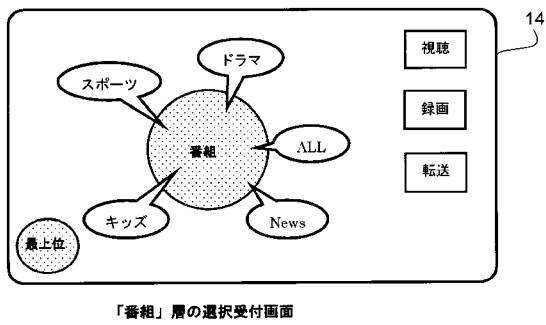 14
ドラマ
視聴
スポーツ
録画
番組
ALL
転送
キッズ
News
最上位
「番組」層の選択受付画面